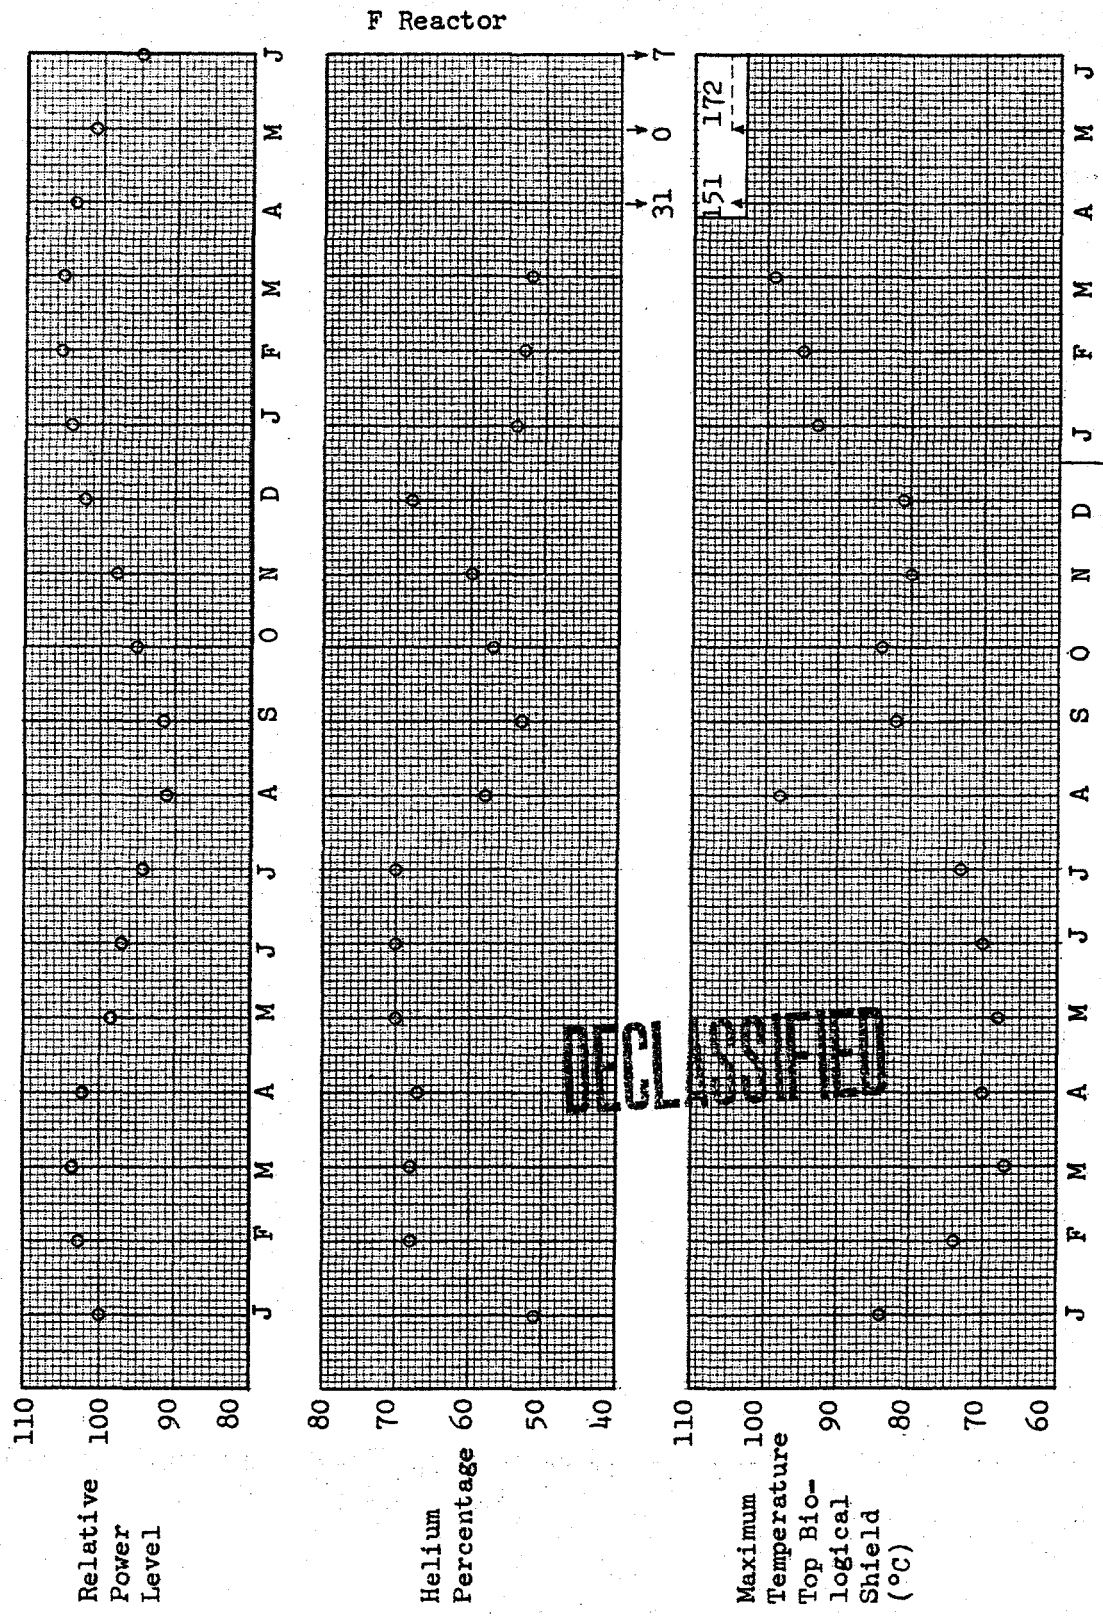 F Reactor
Relative
Power
Level
110
100
90
80
J F M A M J J A S O N D J F M A M J
Helium
Percentage
80
70
60
50
40
31 0 7
Maximum
Temperature
Top Bio-
logical
Shield
(°C)
110
100
90
80
70
60
151 172
J F M A M J J A S O N D J F M A M J
DECLASSIFIED